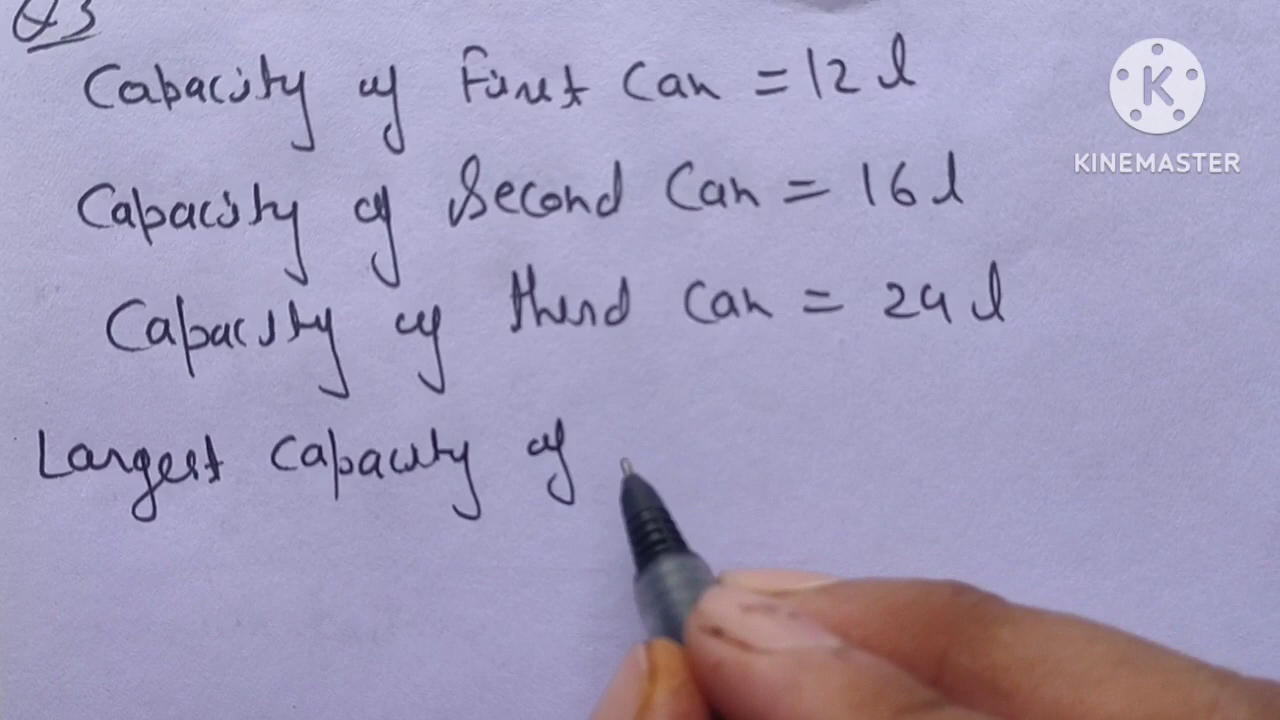 Q3
Capacity of First Can = 12 l
K
KINEMASTER
Capacity of Second Can = 16 l
Capacity of third Can = 24 l
Largest capacity of